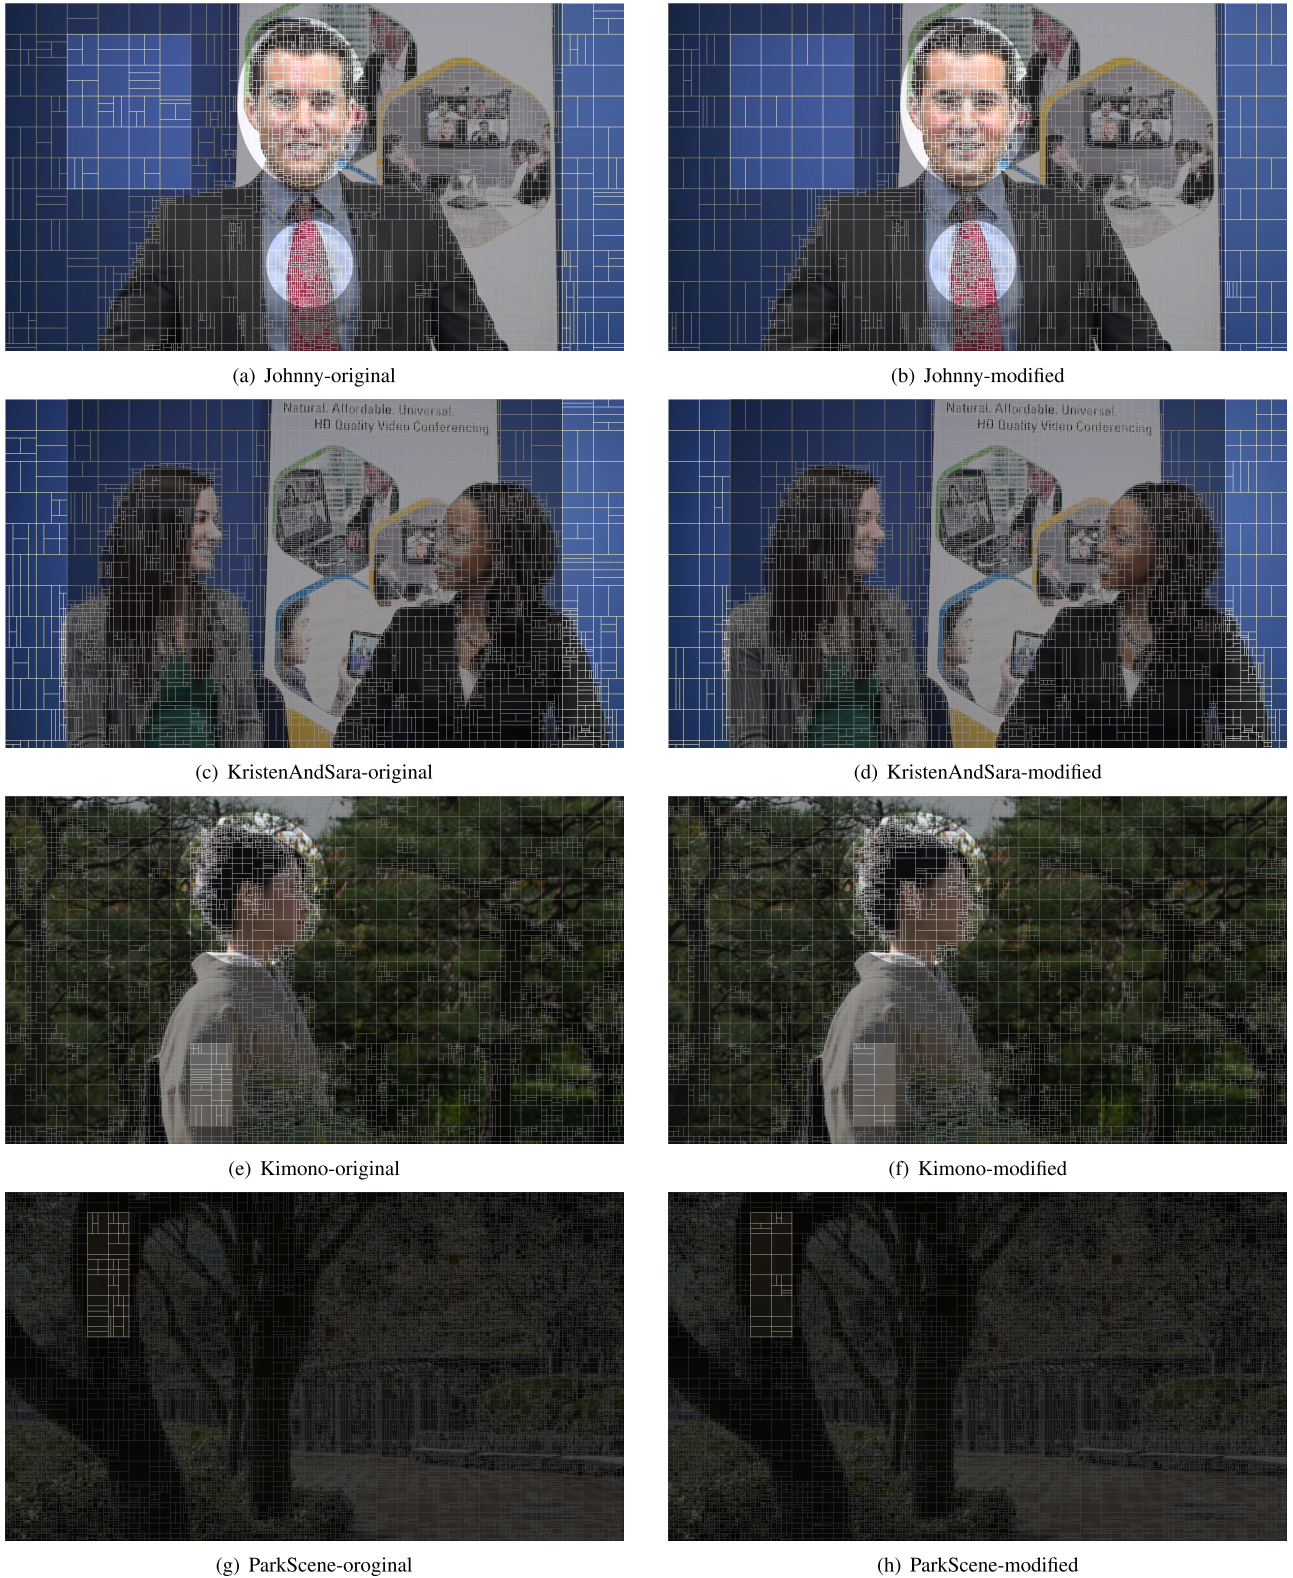 (a) Johnny-original
(b) Johnny-modified
Natural. Affordable. Universal.
HD Quality Video Conferencing
Natural. Affordable. Universal.
HD Quality Video Conferencing
(c) KristenAndSara-original
(d) KristenAndSara-modified
(e) Kimono-original
(f) Kimono-modified
(g) ParkScene-oroginal
(h) ParkScene-modified